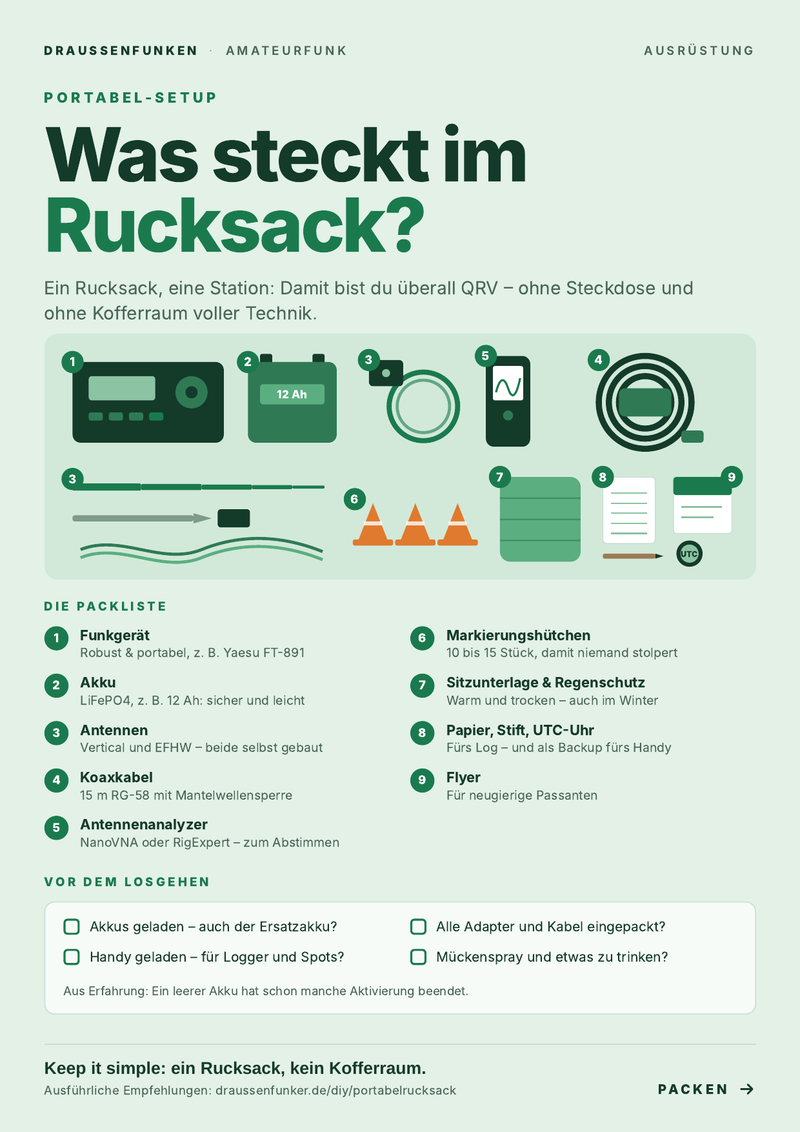 DRAUSSENFUNKEN · AMATEURFUNK
AUSRÜSTUNG
PORTABEL-SETUP
Was steckt im
Rucksack?
Ein Rucksack, eine Station: Damit bist du überall QRV – ohne Steckdose und
ohne Kofferraum voller Technik.
1
2
12 Ah
3
5
4
3
6
7
8
9
UTC
DIE PACKLISTE
1 Funkgerät
Robust & portabel, z. B. Yaesu FT-891
2 Akku
LiFePO4, z. B. 12 Ah: sicher und leicht
3 Antennen
Vertical und EFHW – beide selbst gebaut
4 Koaxkabel
15 m RG-58 mit Mantelwellensperre
5 Antennenanalyzer
NanoVNA oder RigExpert – zum Abstimmen
6 Markierungshütchen
10 bis 15 Stück, damit niemand stolpert
7 Sitzunterlage & Regenschutz
Warm und trocken – auch im Winter
8 Papier, Stift, UTC-Uhr
Fürs Log – und als Backup fürs Handy
9 Flyer
Für neugierige Passanten
VOR DEM LOSGEHEN
Akkus geladen – auch der Ersatzakku?
Alle Adapter und Kabel eingepackt?
Handy geladen – für Logger und Spots?
Mückenspray und etwas zu trinken?
Aus Erfahrung: Ein leerer Akku hat schon manche Aktivierung beendet.
Keep it simple: ein Rucksack, kein Kofferraum.
Ausführliche Empfehlungen: draussenfunker.de/diy/portabelrucksack
PACKEN →